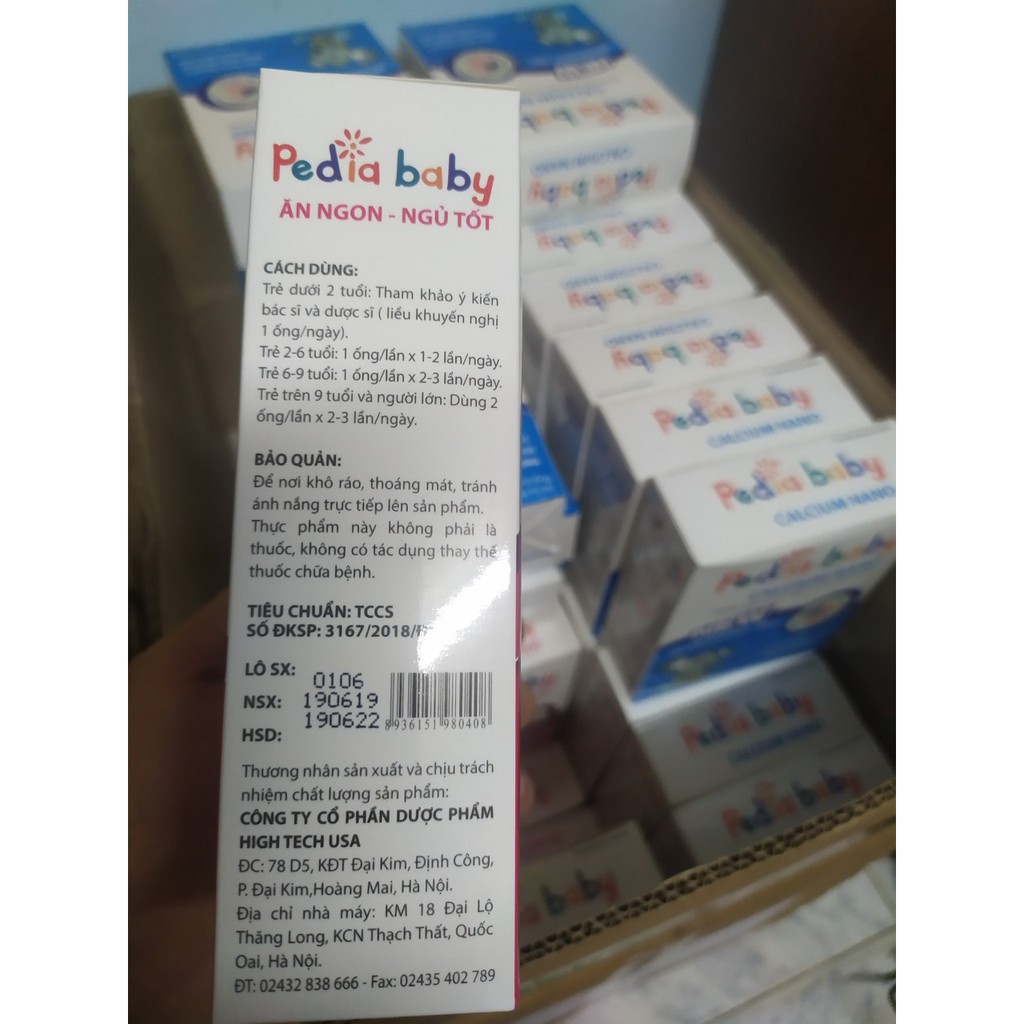 Pedia baby
ĂN NGON - NGỦ TỐT
CÁCH DÙNG:
Trẻ dưới 2 tuổi: Tham khảo ý kiến
bác sĩ và dược sĩ ( liều khuyến nghị
1 ống/ngày).
Trẻ 2-6 tuổi: 1 ống/lần x 1-2 lần/ngày.
Trẻ 6-9 tuổi: 1 ống/lần x 2-3 lần/ngày.
Trẻ trên 9 tuổi và người lớn: Dùng 2
ống/lần x 2-3 lần/ngày.
BẢO QUẢN:
Để nơi khô ráo, thoáng mát, tránh
ánh nắng trực tiếp lên sản phẩm.
Thực phẩm này không phải là
thuốc, không có tác dụng thay thế
thuốc chữa bệnh.
TIÊU CHUẨN: TCCS
SỐ ĐKSP: 3167/2018/
LÔ SX: 0106
NSX: 190619
HSD: 190622
8936151980408
Thương nhân sản xuất và chịu trách
nhiệm chất lượng sản phẩm:
CÔNG TY CỔ PHẦN DƯỢC PHẨM
HIGH TECH USA
ĐC: 78 D5, KĐT Đại Kim, Định Công,
P. Đại Kim,Hoàng Mai, Hà Nội.
Địa chỉ nhà máy: KM 18 Đại Lộ
Thăng Long, KCN Thạch Thất, Quốc
Oai, Hà Nội.
ĐT: 02432 838 666 - Fax: 02435 402 789
Pedia baby
CALCIUM NANO
Pedia baby
CALCIUM NANO
Pedia baby
Pedia baby
CALCIUM NANO
Pedia baby